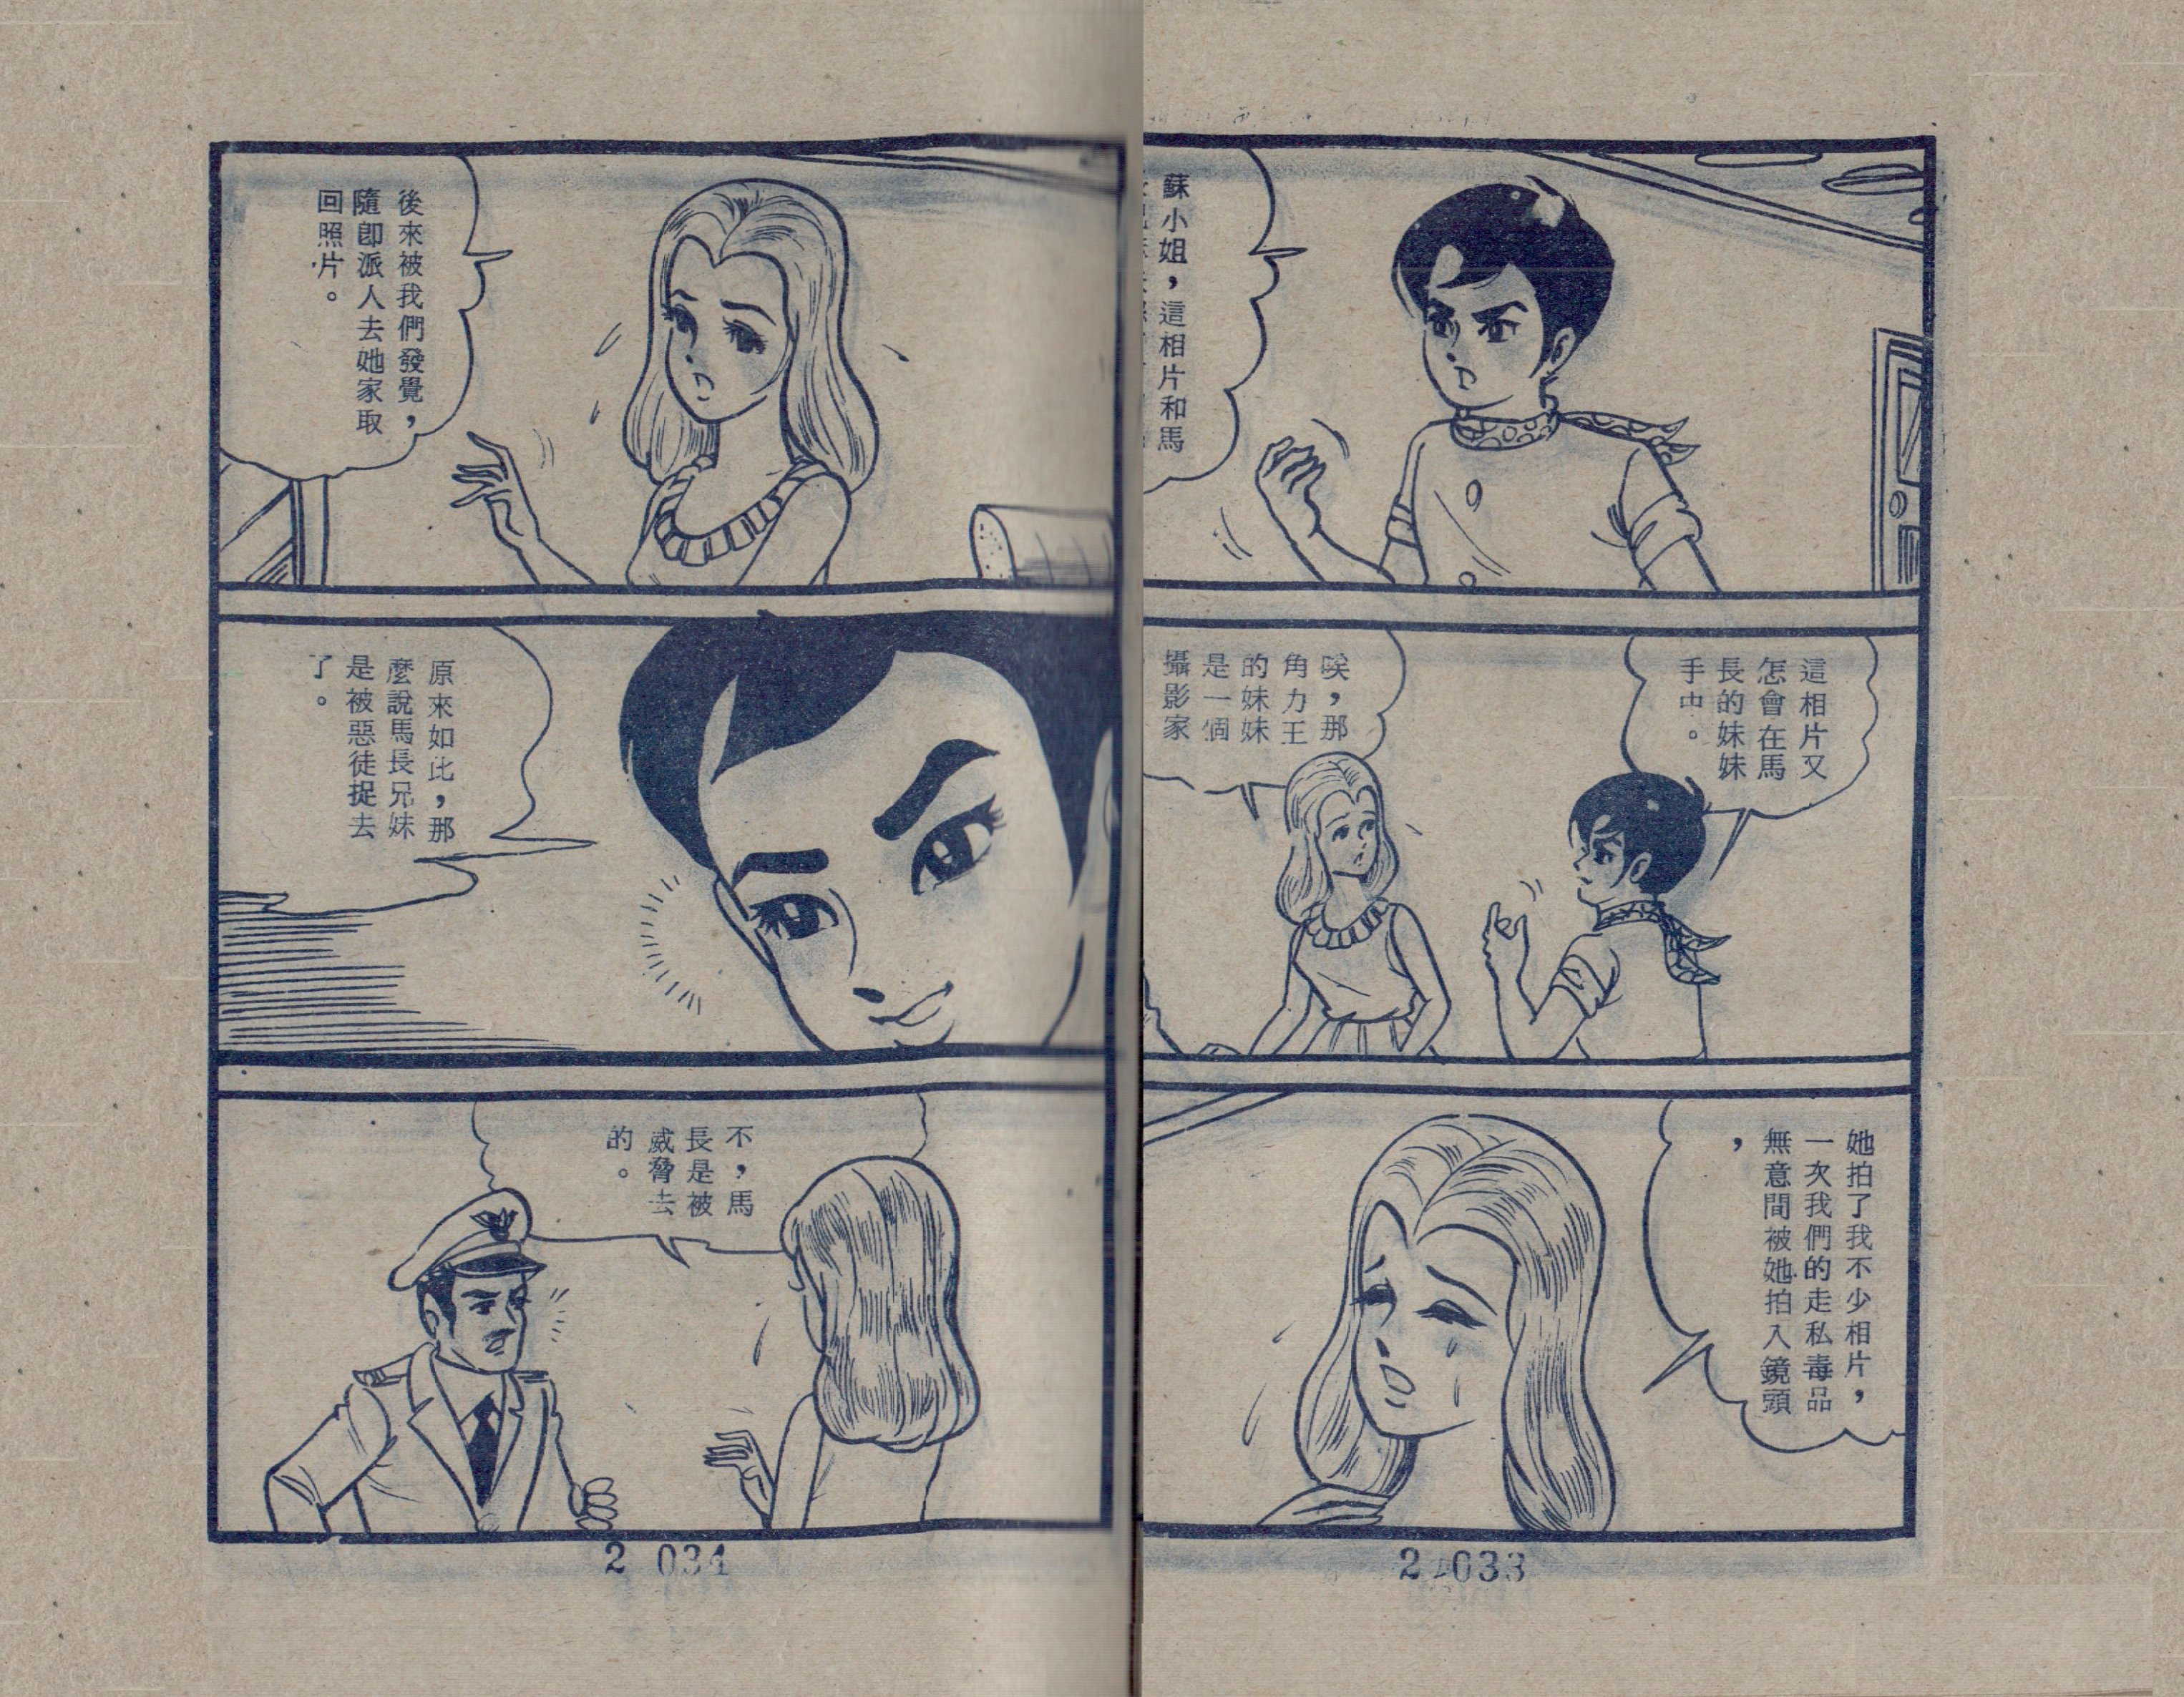 蘇小姐，這相片和馬
這相片又
怎會在馬
長的妹妹
手中。
唉，那
角力王
的妹妹
是一個
攝影家
她拍了我不少相片，
一次我們的走私毒品
無意間被她拍入鏡頭
，
2 033
後來被我們發覺，
隨即派人去她家取
回照片。
原來如此，那
麼說馬長兄妹
是被惡徒捉去
了。
不，馬
長是被
威脅去
的。
2 034